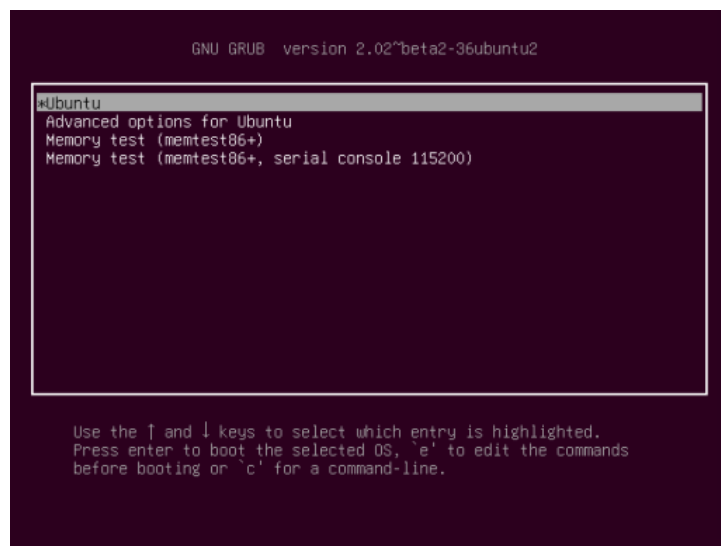 GNU GRUB  version 2.02~beta2-36ubuntu2
*Ubuntu
Advanced options for Ubuntu
Memory test (memtest86+)
Memory test (memtest86+, serial console 115200)
Use the ↑ and ↓ keys to select which entry is highlighted.
Press enter to boot the selected OS, `e' to edit the commands
before booting or `c' for a command-line.